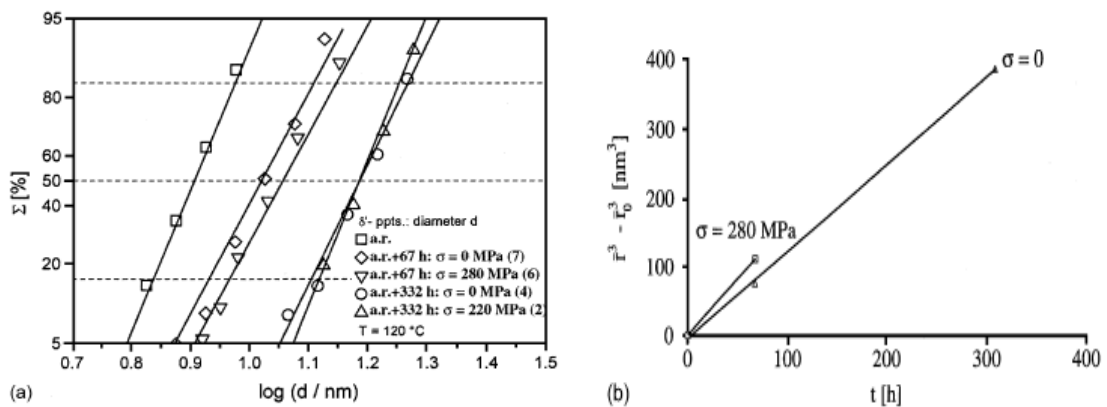 95
80
60
50
40
20
5
Σ [%]
δ'- ppts.: diameter d
a.r.
a.r.+67 h: σ = 0 MPa (7)
a.r.+67 h: σ = 280 MPa (6)
a.r.+332 h: σ = 0 MPa (4)
a.r.+332 h: σ = 220 MPa (2)
T = 120 °C
0.7 0.8 0.9 1.0 1.1 1.2 1.3 1.4 1.5
(a) log (d / nm)
400
300
200
100
0
r̄³ - r̄₀³ [nm³]
σ = 0
σ = 280 MPa
0 100 200 300 400
(b) t [h]